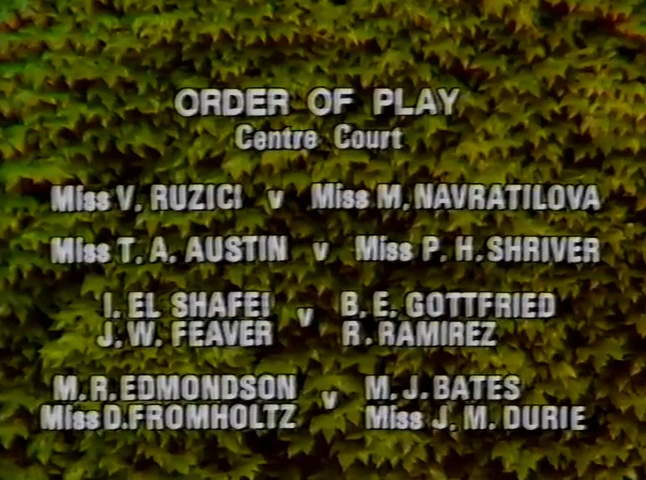 ORDER OF PLAY
Centre Court
Miss V. RUZICI v Miss M. NAVRATILOVA
Miss T. A. AUSTIN v Miss P. H. SHRIVER
I. EL SHAFEI v B. E. GOTTFRIED
J. W. FEAVER R. RAMIREZ
M. R. EDMONDSON v M. J. BATES
Miss D. FROMHOLTZ Miss J. M. DURIE